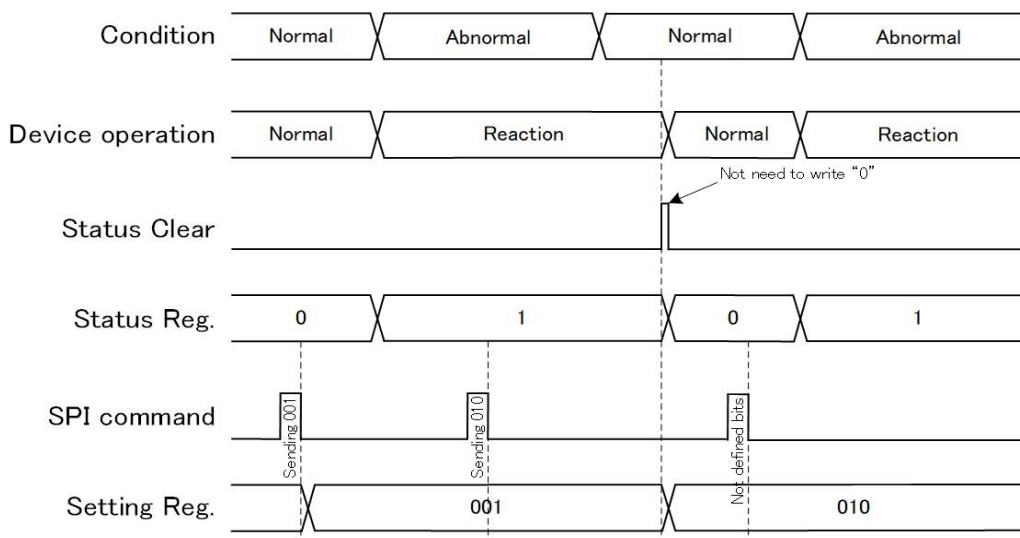 Condition Normal Abnormal Normal Abnormal
Device operation Normal Reaction Normal Reaction
Not need to write “0”
Status Clear
Status Reg. 0 1 0 1
SPI command Sending 001 Sending 010 Not defined bits
Setting Reg. 001 010